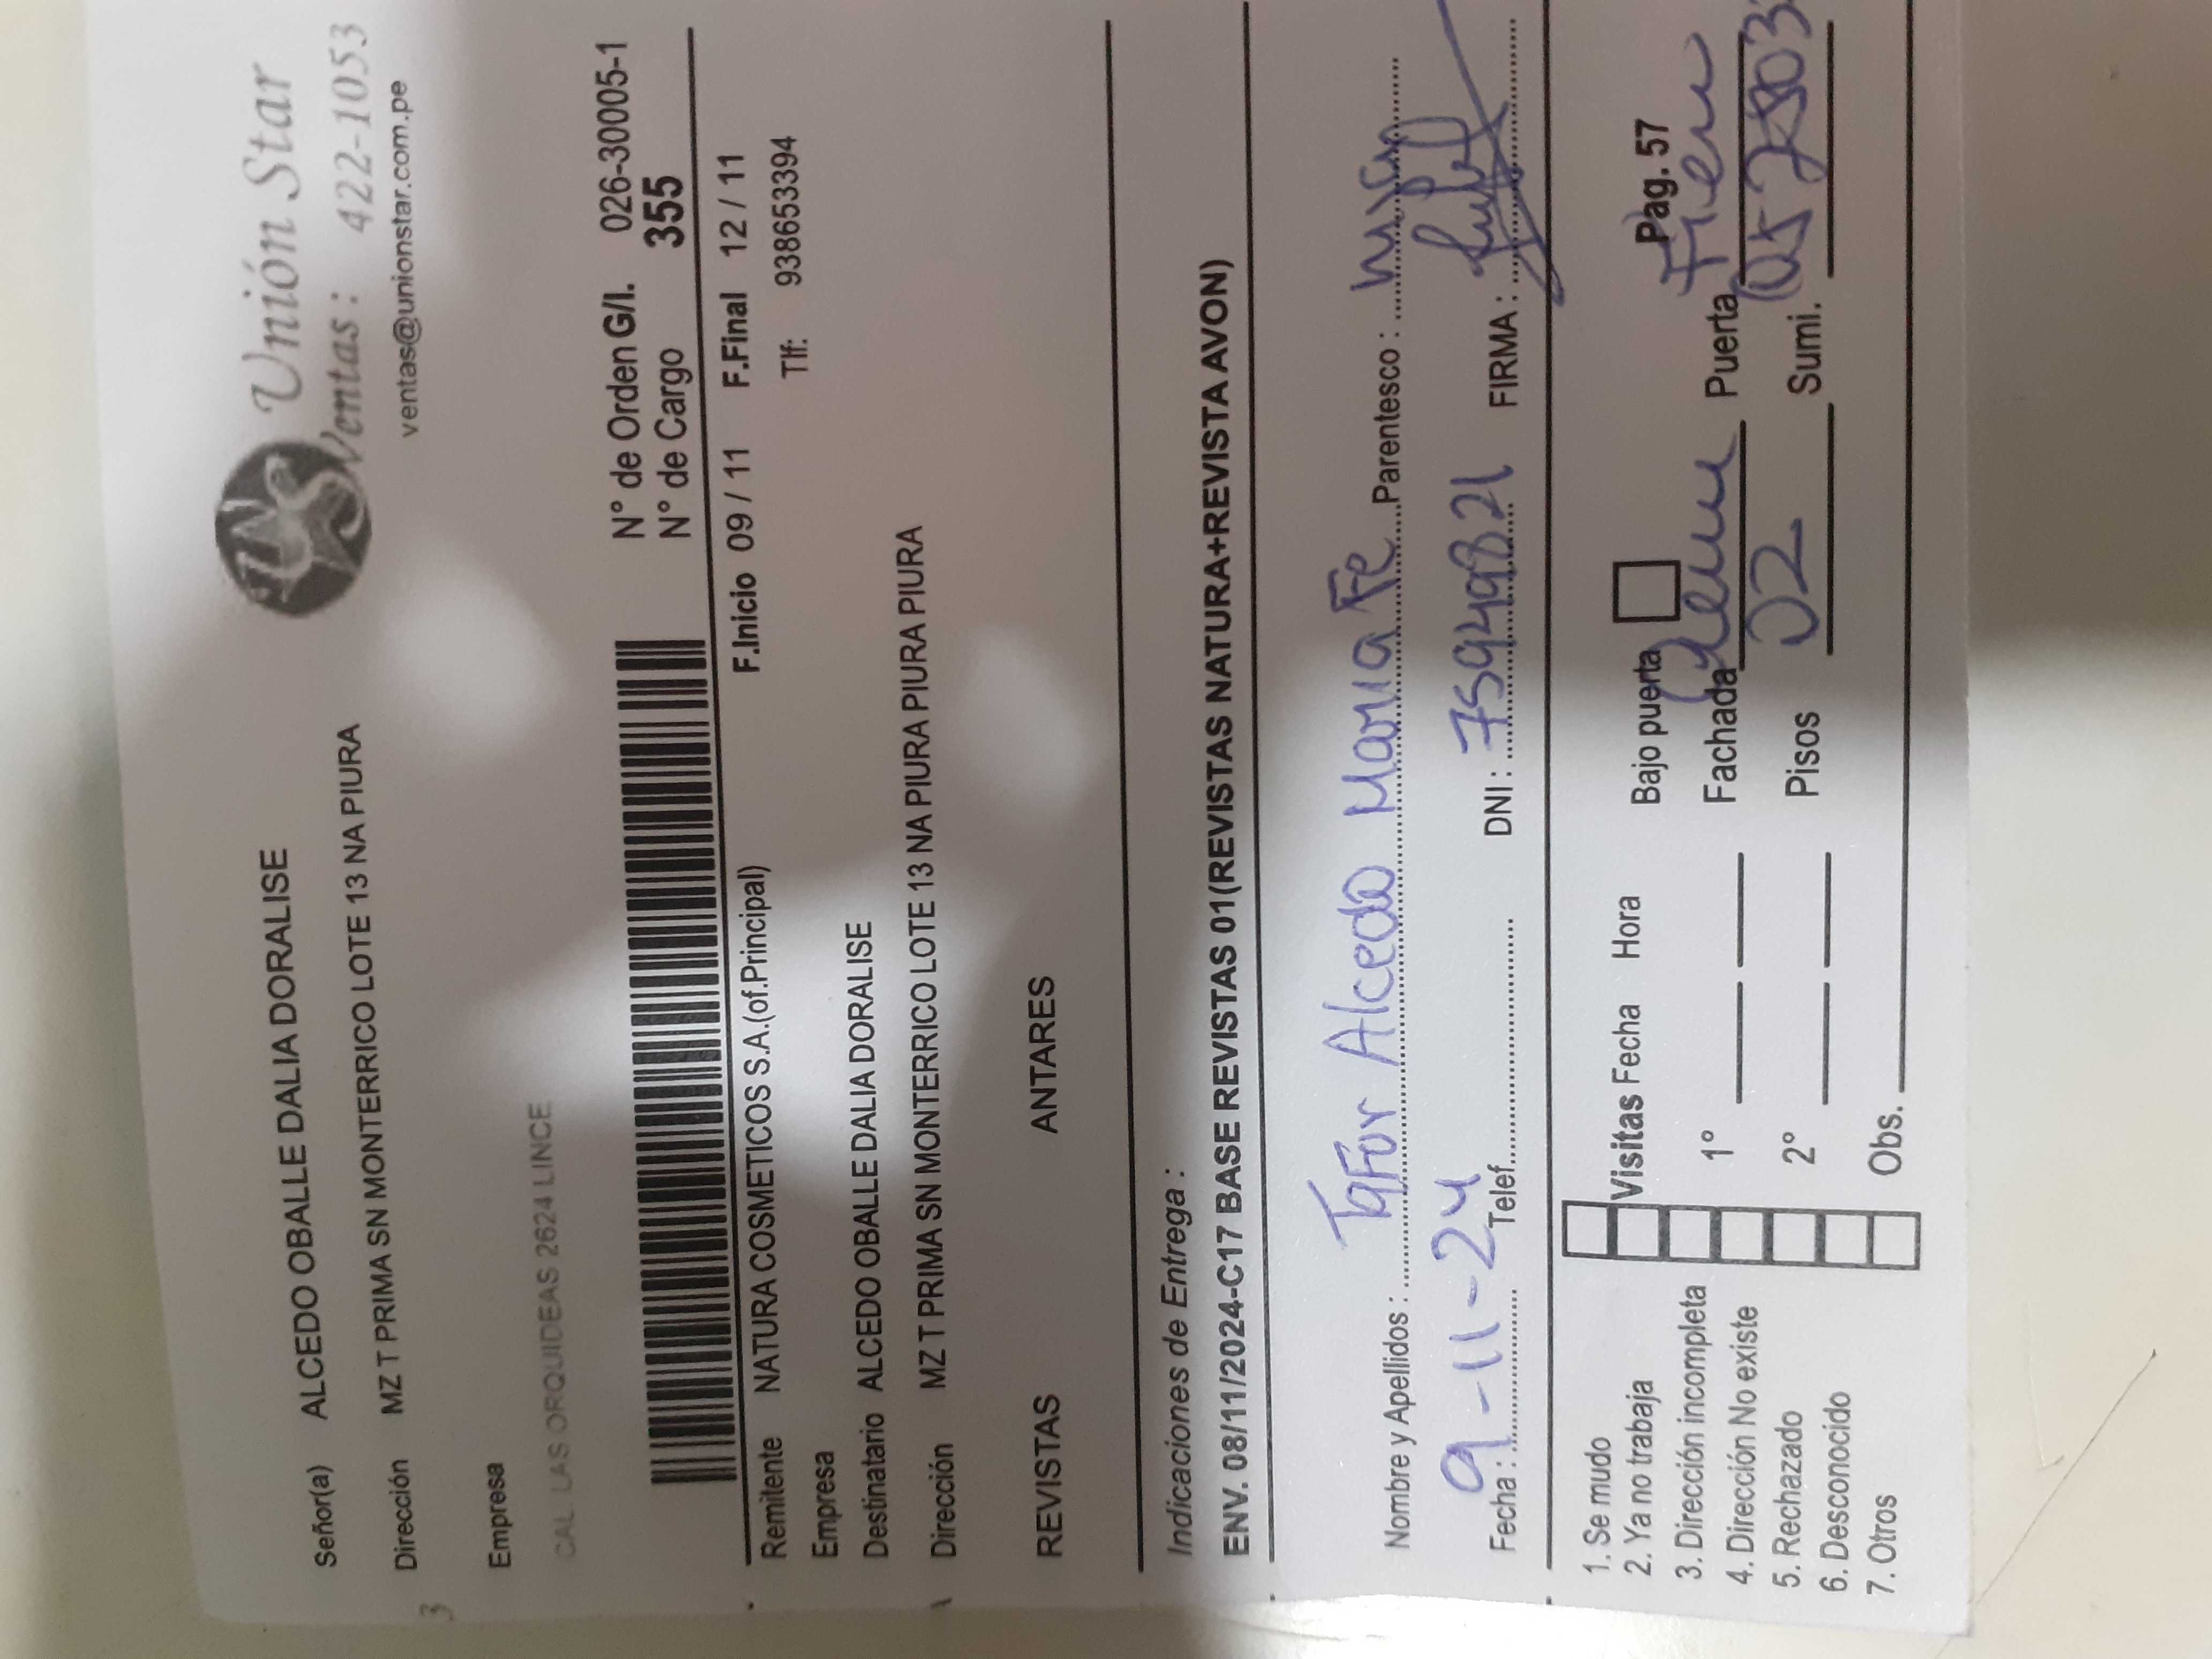 Unión Star
Ventas : 422-1053
ventas@unionstar.com.pe
Señor(a) ALCEDO OBALLE DALIA DORALISE
Dirección MZ T PRIMA SN MONTERRICO LOTE 13 NA PIURA
Empresa
CAL. LAS ORQUIDEAS 2624 LINCE
N° de Orden G/I. 026-30005-1
N° de Cargo 355
F.Inicio 09 / 11 F.Final 12 / 11
Remitente NATURA COSMETICOS S.A.(of.Principal) Tlf: 938653394
Empresa
Destinatario ALCEDO OBALLE DALIA DORALISE
Dirección MZ T PRIMA SN MONTERRICO LOTE 13 NA PIURA PIURA PIURA
REVISTAS ANTARES
Indicaciones de Entrega :
ENV. 08/11/2024-C17 BASE REVISTAS 01(REVISTAS NATURA+REVISTA AVON)
Nombre y Apellidos : Tafur Alcedo Maria Fe Parentesco :
Fecha : 9-11-24 Telef. DNI : 75949821 FIRMA :
1. Se mudo
2. Ya no trabaja Visitas Fecha Hora Bajo puerta Pag. 57
3. Dirección incompleta
4. Dirección No existe 1° Fachada Puerta Fierro
5. Rechazado
6. Desconocido 2° Pisos 02 Sumi.
7. Otros Obs.